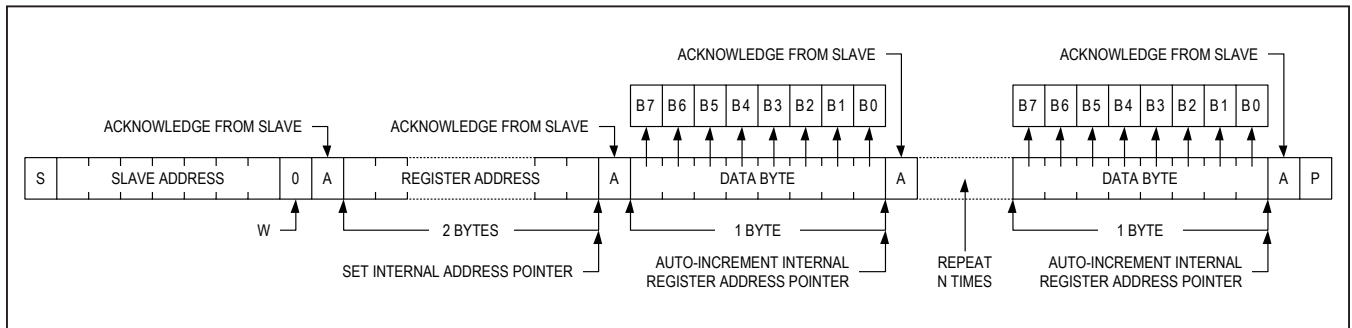 ACKNOWLEDGE FROM SLAVE ACKNOWLEDGE FROM SLAVE
B7 B6 B5 B4 B3 B2 B1 B0 B7 B6 B5 B4 B3 B2 B1 B0
ACKNOWLEDGE FROM SLAVE ACKNOWLEDGE FROM SLAVE
S SLAVE ADDRESS 0 A REGISTER ADDRESS A DATA BYTE A DATA BYTE A P
W 2 BYTES 1 BYTE 1 BYTE
SET INTERNAL ADDRESS POINTER
AUTO-INCREMENT INTERNAL
REGISTER ADDRESS POINTER
REPEAT
N TIMES
AUTO-INCREMENT INTERNAL
REGISTER ADDRESS POINTER